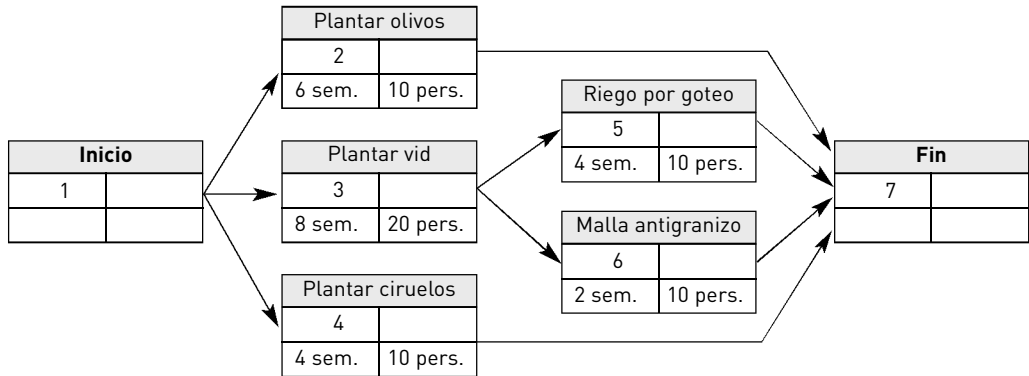 Plantar olivos
2
6 sem. 10 pers.
Riego por goteo
5
4 sem. 10 pers.
Inicio
1
Plantar vid
3
8 sem. 20 pers.
Fin
7
Malla antigranizo
6
2 sem. 10 pers.
Plantar ciruelos
4
4 sem. 10 pers.